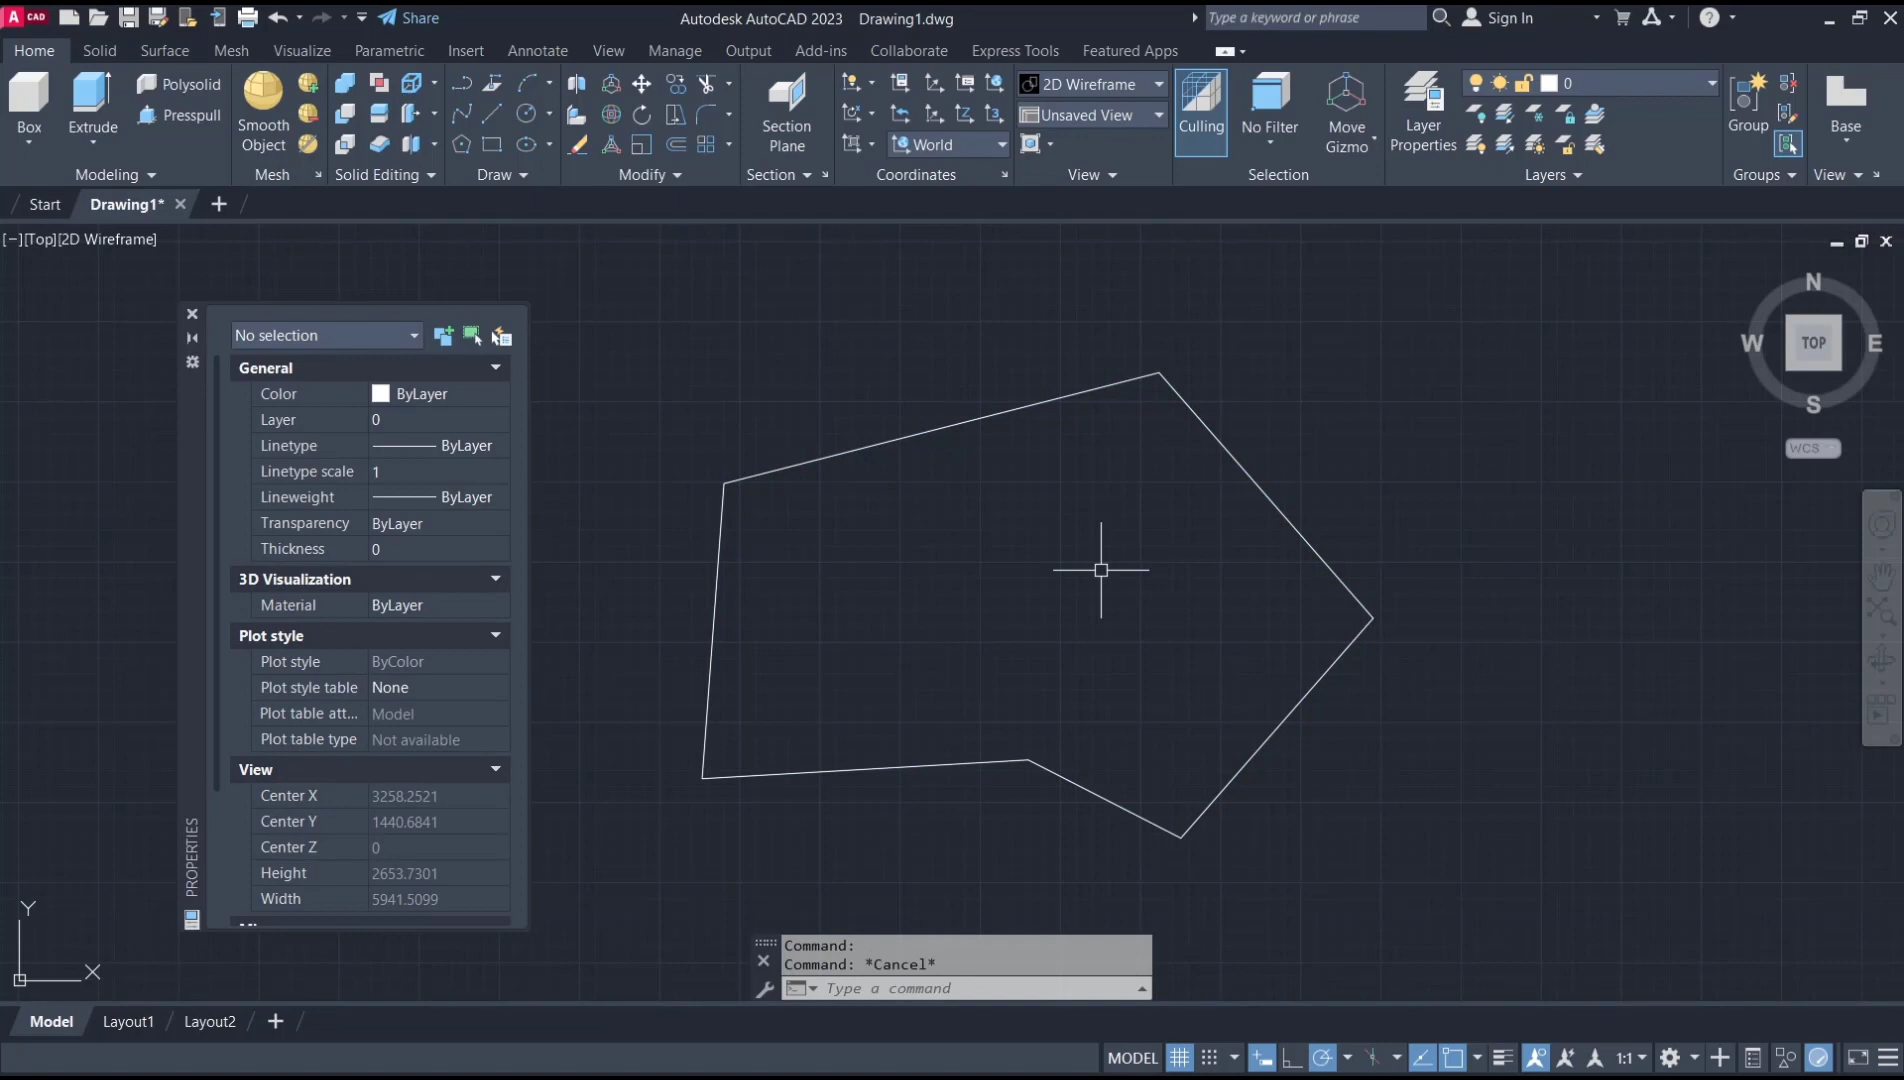 A CAD
Share
Autodesk AutoCAD 2023 Drawing1.dwg
Type a keyword or phrase
Sign In
Home Solid Surface Mesh Visualize Parametric Insert Annotate View Manage Output Add-ins Collaborate Express Tools Featured Apps
Box
Extrude
Polysolid
Presspull
Modeling
Smooth
Object
Mesh
Solid Editing
Draw
Modify
Section
Plane
Section
World
Coordinates
2D Wireframe
Unsaved View
View
Culling
No Filter
Move
Gizmo
Selection
Layer
Properties
0
Layers
Group
Groups
Base
View
Start Drawing1*
[−][Top][2D Wireframe]
N
W TOP E
S
WCS
No selection
General
Color ByLayer
Layer 0
Linetype ByLayer
Linetype scale 1
Lineweight ByLayer
Transparency ByLayer
Thickness 0
3D Visualization
Material ByLayer
Plot style
Plot style ByColor
Plot style table None
Plot table att... Model
Plot table type Not available
View
Center X 3258.2521
Center Y 1440.6841
Center Z 0
Height 2653.7301
Width 5941.5099
PROPERTIES
Y
X
Command:
Command: *Cancel*
Type a command
Model Layout1 Layout2
MODEL 1:1